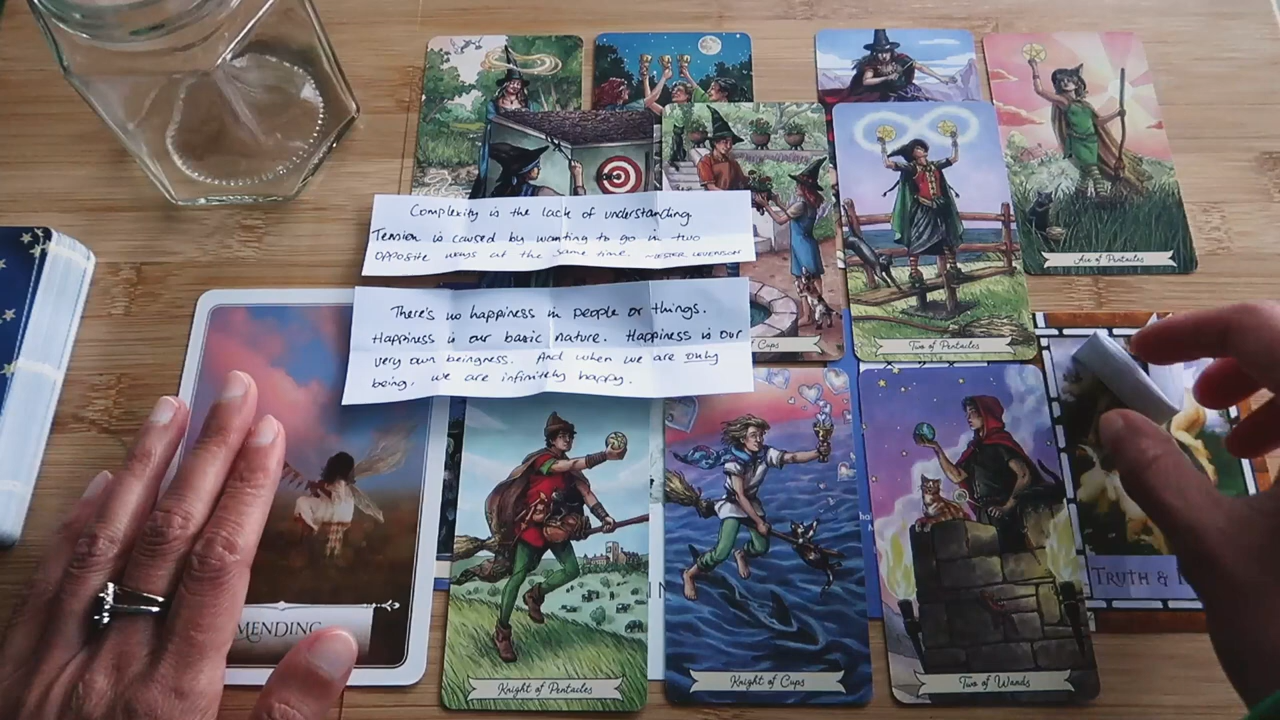 Ace of Pentacles
Complexity is the lack of understanding
Tension is caused by wanting to go in two
OPPOSITE ways at the same time. ~LESTER LEVENSON
There's no happiness in people or things.
Happiness is our basic nature. Happiness is our
very own beingness. And when we are only
being, we are infinitely happy.
Cups
Two of Pentacles
MENDING
TRUTH &
Knight of Pentacles
Knight of Cups
Two of Wands